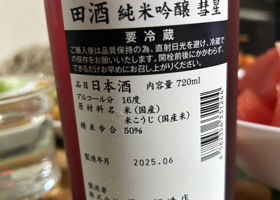 田酒 純米吟醸 彗星
要冷蔵
ご購入後は品質保持の為、直射日光を避け、冷蔵で
の保存をお願いいたします。開栓前後にかかわらず、
できるだけお早めにお召し上がりください。
品目 日本酒 内容量 720ml
アルコール分 16度
原材料名 米(国産)
米こうじ(国産米)
精米歩合 50%
製造年月 2025.06
製造者